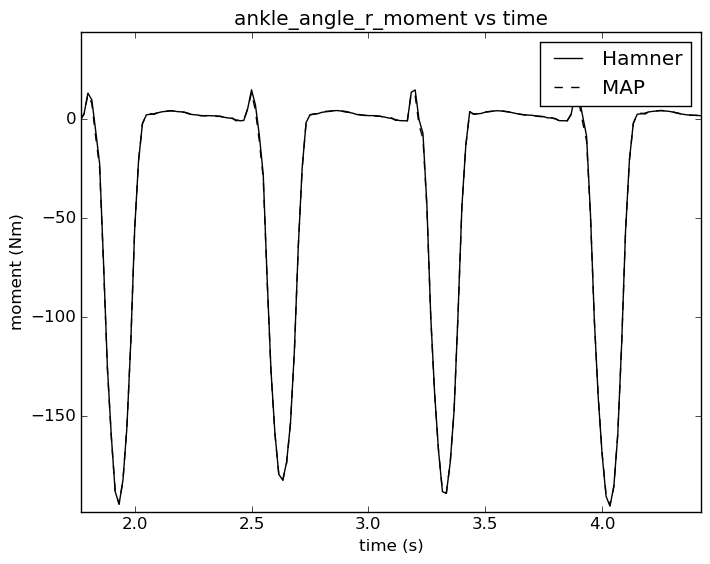 ankle_angle_r_moment vs time
Hamner
MAP
0
−50
−100
−150
moment (Nm)
2.0 2.5 3.0 3.5 4.0
time (s)